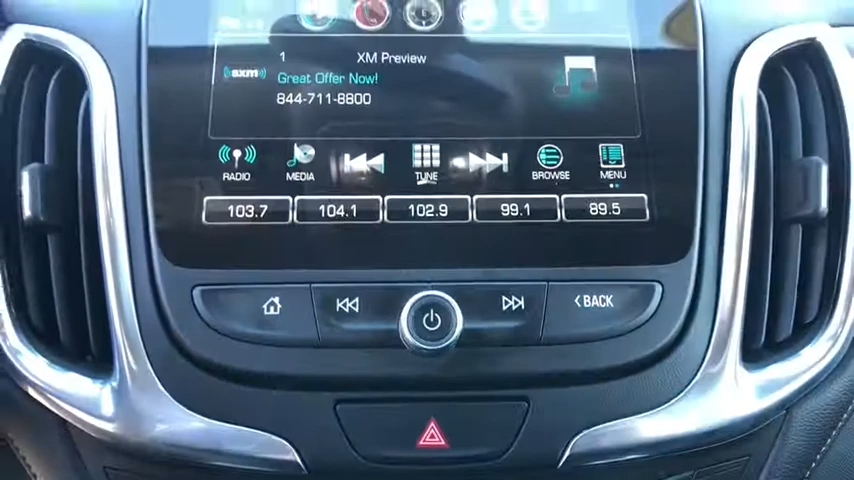 1 XM Preview
((sxm))
Great Offer Now!
844-711-8800
RADIO MEDIA TUNE BROWSE MENU
103.7 104.1 102.9 99.1 89.5
<BACK